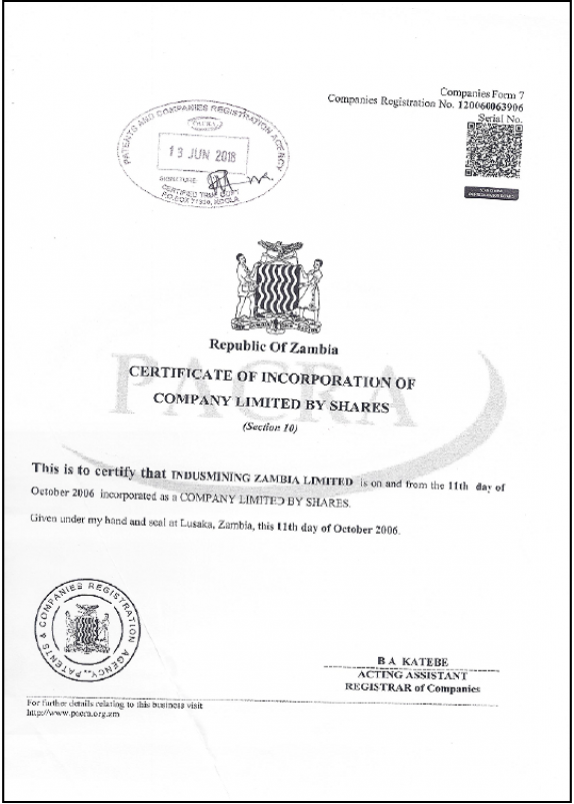 Companies Form 7
Companies Registration No. 120060063906
Serial No.
PATENTS AND COMPANIES REGISTRATION AGENCY
PACRA
13 JUN 2018
SIGNATURE
CERTIFIED TRUE COPY
NDOLA
Republic Of Zambia
PACRA
CERTIFICATE OF INCORPORATION OF
COMPANY LIMITED BY SHARES
(Section 10)
This is to certify that INDUSMINING ZAMBIA LIMITED is on and from the 11th day of
October 2006 incorporated as a COMPANY LIMITED BY SHARES.
Given under my hand and seal at Lusaka, Zambia, this 11th day of October 2006.
PATENTS & COMPANIES REGISTRATION AGENCY
B A KATEBE
ACTING ASSISTANT
REGISTRAR of Companies
For further details relating to this business visit
http://www.pacra.org.zm